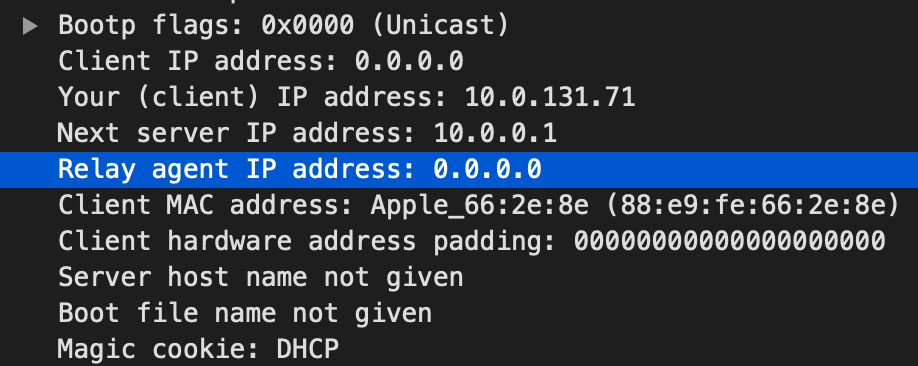 Bootp flags: 0x0000 (Unicast)
Client IP address: 0.0.0.0
Your (client) IP address: 10.0.131.71
Next server IP address: 10.0.0.1
Relay agent IP address: 0.0.0.0
Client MAC address: Apple_66:2e:8e (88:e9:fe:66:2e:8e)
Client hardware address padding: 00000000000000000000
Server host name not given
Boot file name not given
Magic cookie: DHCP